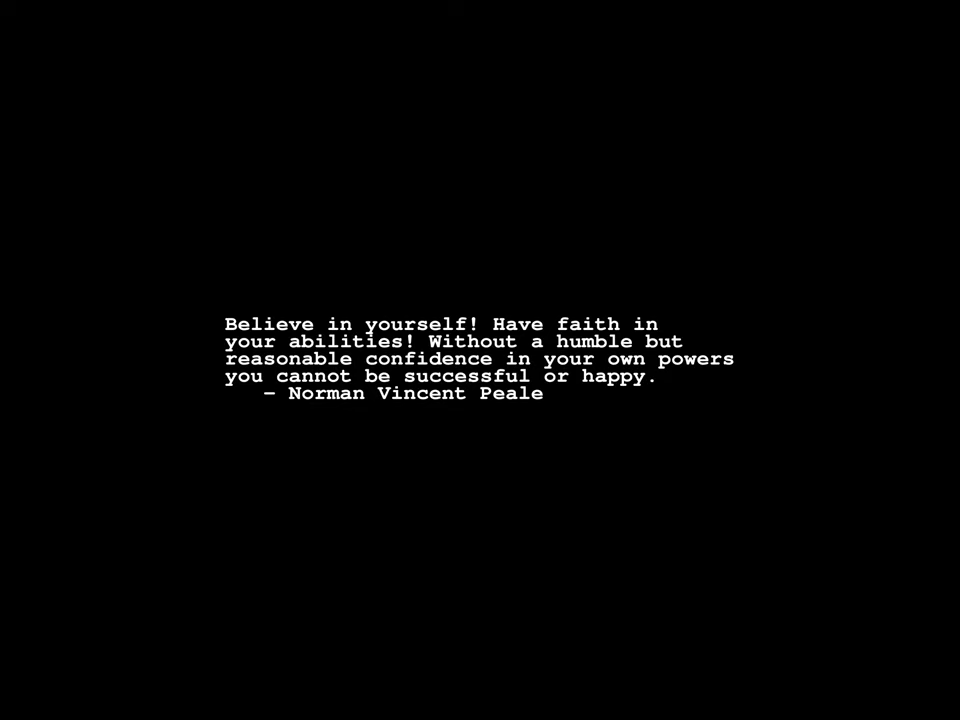 Believe in yourself! Have faith in
your abilities! Without a humble but
reasonable confidence in your own powers
you cannot be successful or happy.
– Norman Vincent Peale